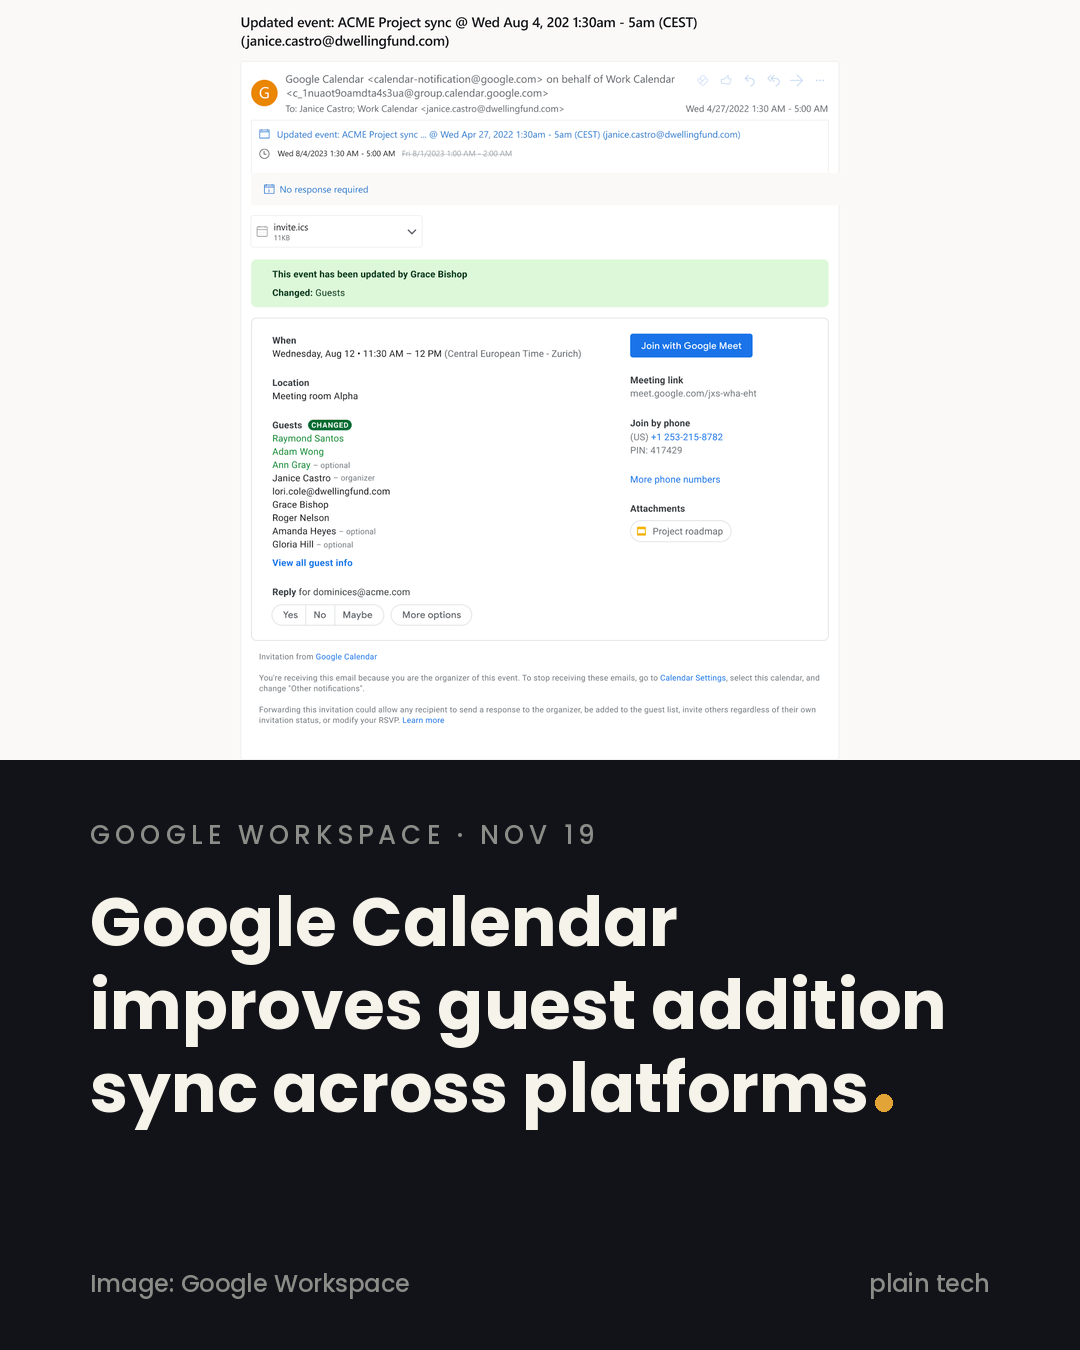 Updated event: ACME Project sync @ Wed Aug 4, 202 1:30am - 5am (CEST)
(janice.castro@dwellingfund.com)
G
Google Calendar <calendar-notification@google.com> on behalf of Work Calendar
<c_1nuaot9oamdta4s3ua@group.calendar.google.com>
To: Janice Castro; Work Calendar <janice.castro@dwellingfund.com>
Wed 4/27/2022 1:30 AM - 5:00 AM
Updated event: ACME Project sync ... @ Wed Apr 27, 2022 1:30am - 5am (CEST) (janice.castro@dwellingfund.com)
Wed 8/4/2023 1:30 AM - 5:00 AM Fri 8/1/2023 1:00 AM - 2:00 AM
No response required
invite.ics
11KB
This event has been updated by Grace Bishop
Changed: Guests
When
Wednesday, Aug 12 • 11:30 AM – 12 PM (Central European Time - Zurich)
Location
Meeting room Alpha
Guests CHANGED
Raymond Santos
Adam Wong
Ann Gray – optional
Janice Castro – organizer
lori.cole@dwellingfund.com
Grace Bishop
Roger Nelson
Amanda Heyes – optional
Gloria Hill – optional
View all guest info
Reply for dominices@acme.com
Yes No Maybe More options
Join with Google Meet
Meeting link
meet.google.com/jxs-wha-eht
Join by phone
(US) +1 253-215-8782
PIN: 417429
More phone numbers
Attachments
Project roadmap
Invitation from Google Calendar
You're receiving this email because you are the organizer of this event. To stop receiving these emails, go to Calendar Settings, select this calendar, and
change "Other notifications".
Forwarding this invitation could allow any recipient to send a response to the organizer, be added to the guest list, invite others regardless of their own
invitation status, or modify your RSVP. Learn more
GOOGLE WORKSPACE · NOV 19
Google Calendar
improves guest addition
sync across platforms.
Image: Google Workspace
plain tech